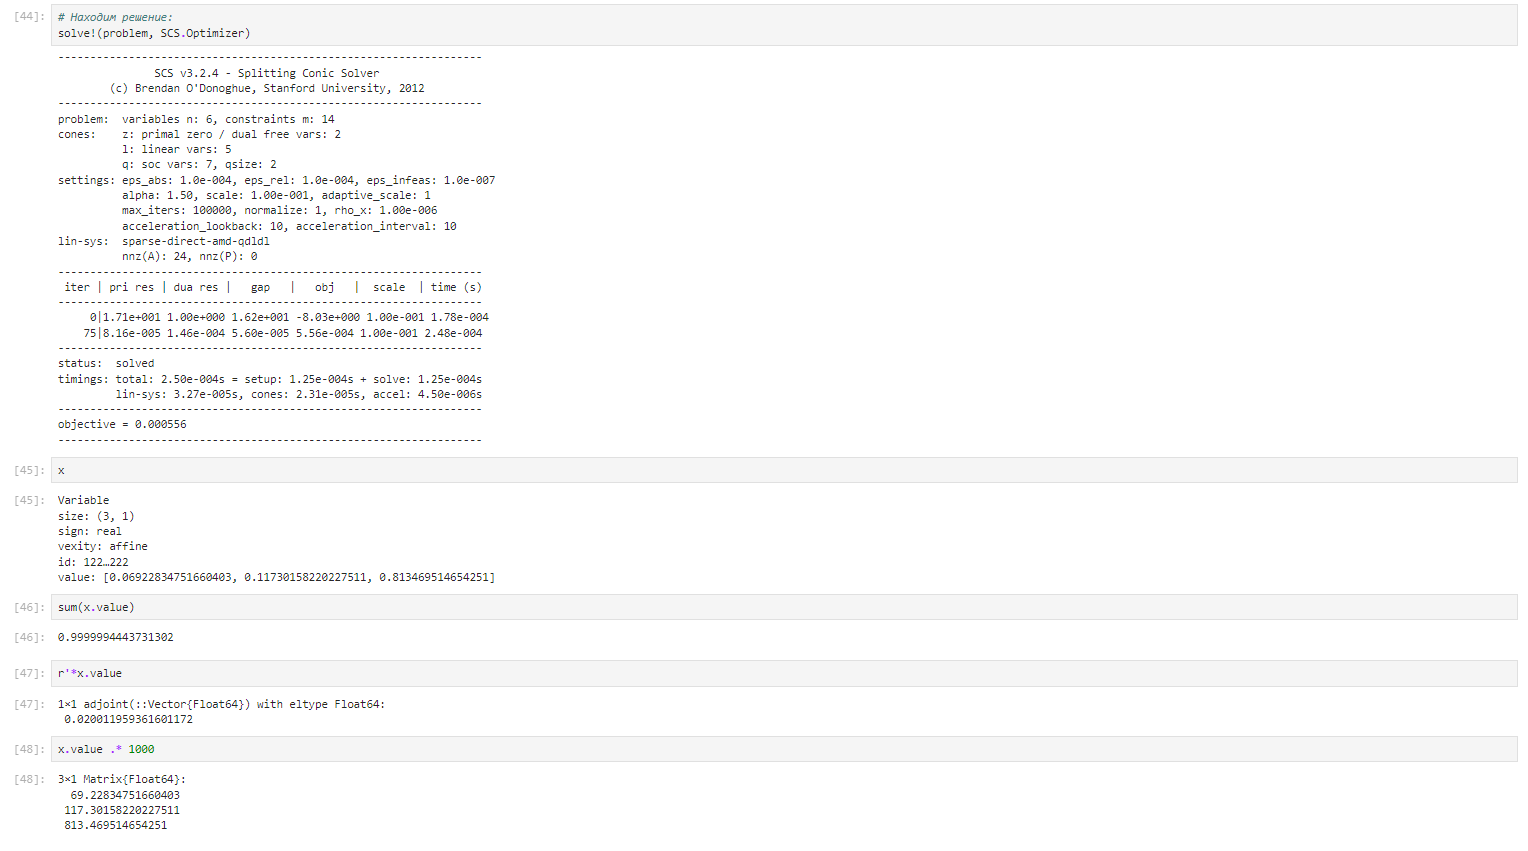 [44]: # Находим решение:
solve!(problem, SCS.Optimizer)
------------------------------------------------------------------
SCS v3.2.4 - Splitting Conic Solver
(c) Brendan O'Donoghue, Stanford University, 2012
------------------------------------------------------------------
problem:  variables n: 6, constraints m: 14
cones:    z: primal zero / dual free vars: 2
l: linear vars: 5
q: soc vars: 7, qsize: 2
settings: eps_abs: 1.0e-004, eps_rel: 1.0e-004, eps_infeas: 1.0e-007
alpha: 1.50, scale: 1.00e-001, adaptive_scale: 1
max_iters: 100000, normalize: 1, rho_x: 1.00e-006
acceleration_lookback: 10, acceleration_interval: 10
lin-sys:  sparse-direct-amd-qdldl
nnz(A): 24, nnz(P): 0
------------------------------------------------------------------
iter | pri res | dua res |   gap   |   obj   |  scale  | time (s)
------------------------------------------------------------------
0|1.71e+001 1.00e+000 1.62e+001 -8.03e+000 1.00e-001 1.78e-004
75|8.16e-005 1.46e-004 5.60e-005 5.56e-004 1.00e-001 2.48e-004
------------------------------------------------------------------
status:  solved
timings: total: 2.50e-004s = setup: 1.25e-004s + solve: 1.25e-004s
lin-sys: 3.27e-005s, cones: 2.31e-005s, accel: 4.50e-006s
------------------------------------------------------------------
objective = 0.000556
------------------------------------------------------------------
[45]: x
[45]: Variable
size: (3, 1)
sign: real
vexity: affine
id: 122…222
value: [0.06922834751660403, 0.11730158220227511, 0.813469514654251]
[46]: sum(x.value)
[46]: 0.9999994443731302
[47]: r'*x.value
[47]: 1×1 adjoint(::Vector{Float64}) with eltype Float64:
0.020011959361601172
[48]: x.value .* 1000
[48]: 3×1 Matrix{Float64}:
69.22834751660403
117.30158220227511
813.469514654251